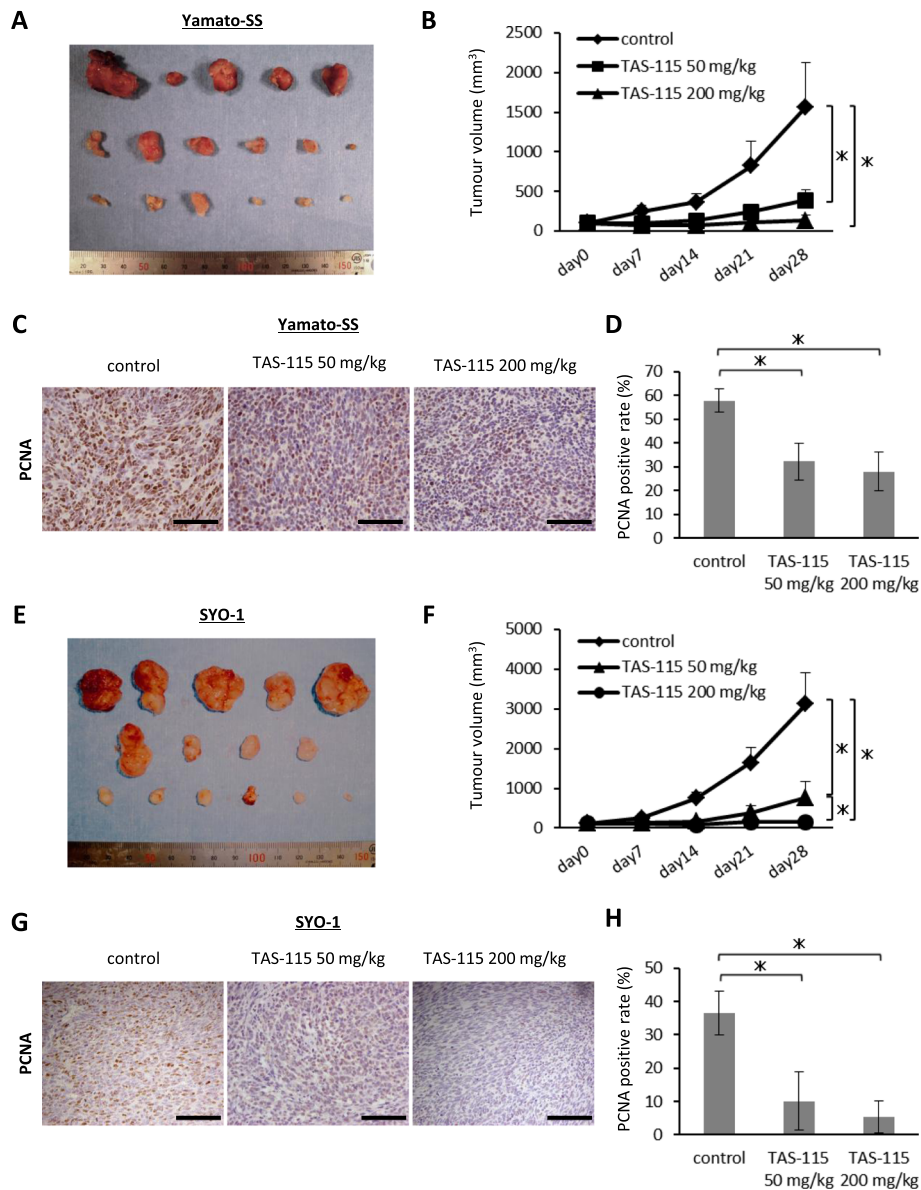 A
Yamato-SS
50
100
150
B
Tumour volume (mm³)
2500
2000
1500
1000
500
0
control
TAS-115 50 mg/kg
TAS-115 200 mg/kg
*
*
day0
day7
day14
day21
day28
C
Yamato-SS
control
TAS-115 50 mg/kg
TAS-115 200 mg/kg
PCNA
D
PCNA positive rate (%)
70
60
50
40
30
20
10
0
*
*
control
TAS-115
50 mg/kg
TAS-115
200 mg/kg
E
SYO-1
100
150
F
Tumour volume (mm³)
5000
4000
3000
2000
1000
0
control
TAS-115 50 mg/kg
TAS-115 200 mg/kg
*
*
*
day0
day7
day14
day21
day28
G
SYO-1
control
TAS-115 50 mg/kg
TAS-115 200 mg/kg
PCNA
H
PCNA positive rate (%)
50
40
30
20
10
0
*
*
control
TAS-115
50 mg/kg
TAS-115
200 mg/kg